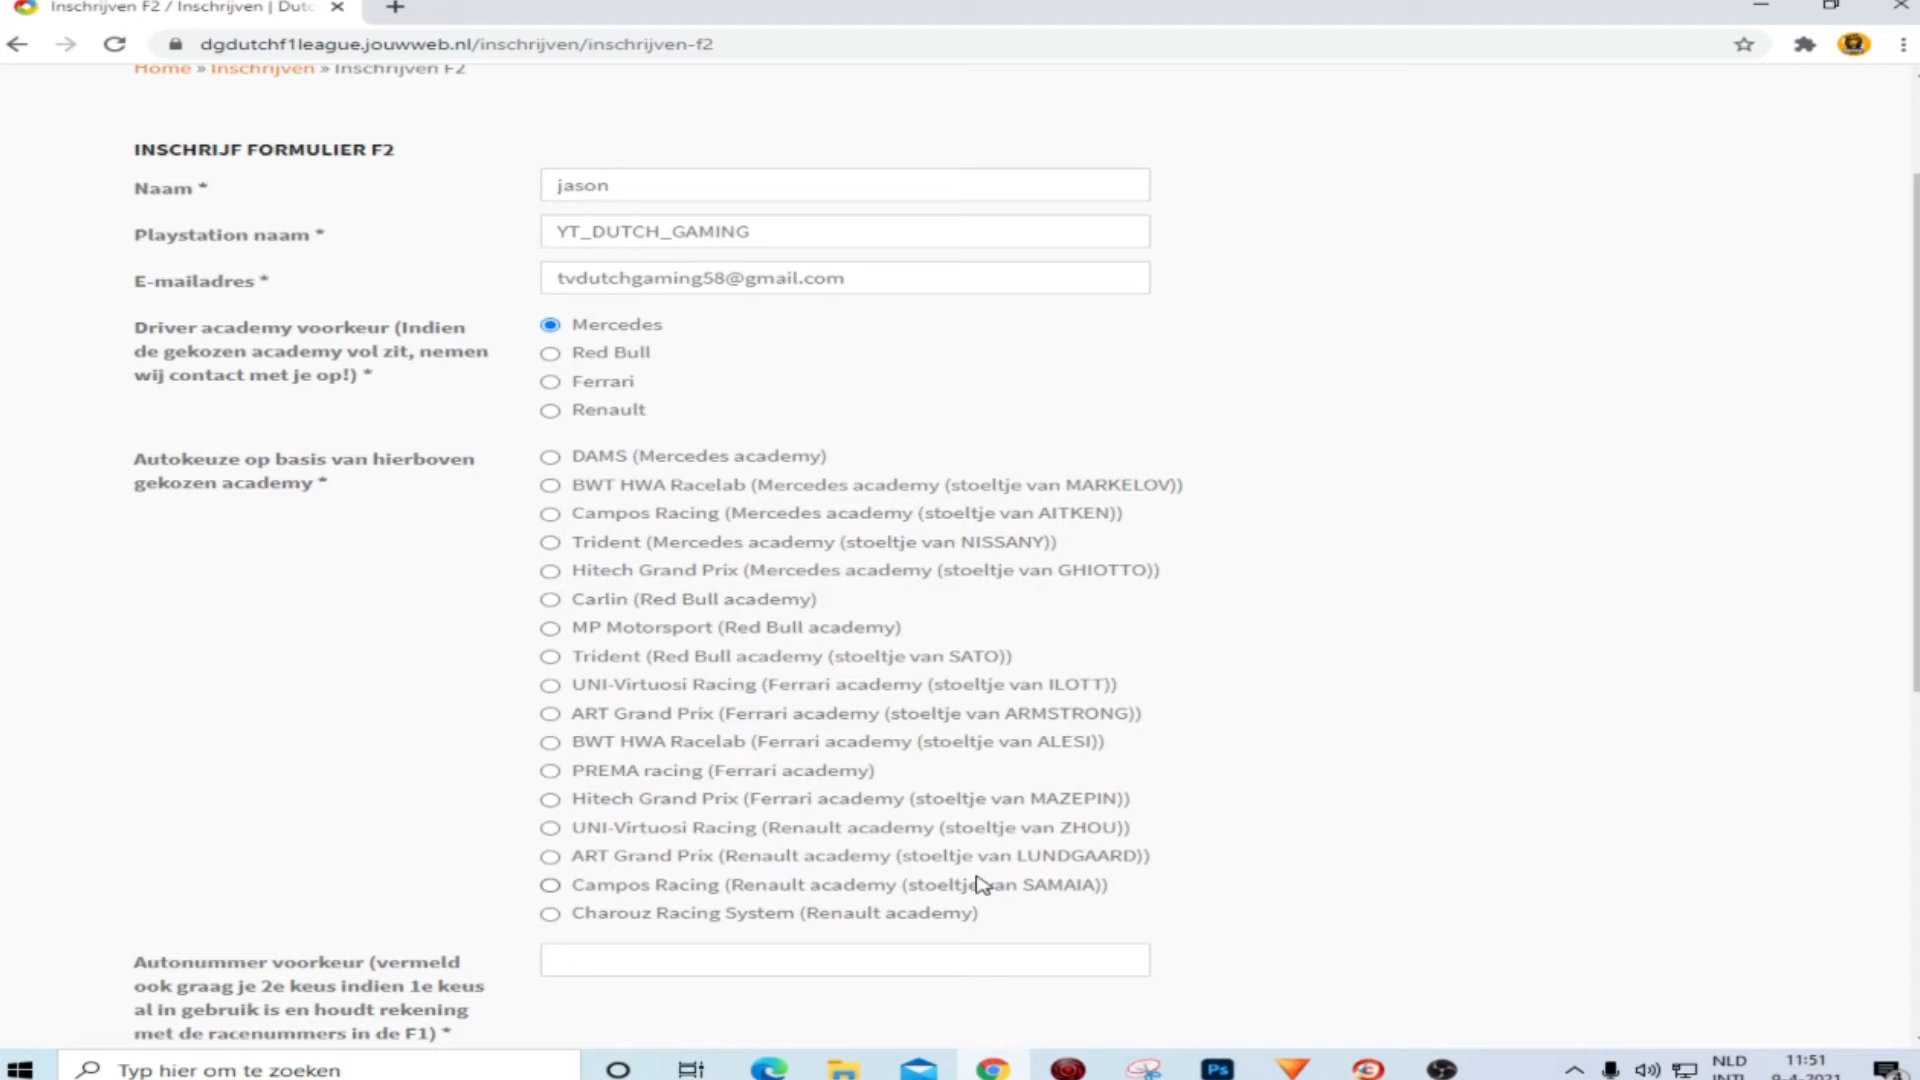 Inschrijven F2 / Inschrijven | Dutc
dgdutchf1league.jouwweb.nl/inschrijven/inschrijven-f2
Home » Inschrijven » Inschrijven F2
INSCHRIJF FORMULIER F2
Naam *
jason
Playstation naam *
YT_DUTCH_GAMING
E-mailadres *
tvdutchgaming58@gmail.com
Driver academy voorkeur (Indien
de gekozen academy vol zit, nemen
wij contact met je op!) *
Mercedes
Red Bull
Ferrari
Renault
Autokeuze op basis van hierboven
gekozen academy *
DAMS (Mercedes academy)
BWT HWA Racelab (Mercedes academy (stoeltje van MARKELOV))
Campos Racing (Mercedes academy (stoeltje van AITKEN))
Trident (Mercedes academy (stoeltje van NISSANY))
Hitech Grand Prix (Mercedes academy (stoeltje van GHIOTTO))
Carlin (Red Bull academy)
MP Motorsport (Red Bull academy)
Trident (Red Bull academy (stoeltje van SATO))
UNI-Virtuosi Racing (Ferrari academy (stoeltje van ILOTT))
ART Grand Prix (Ferrari academy (stoeltje van ARMSTRONG))
BWT HWA Racelab (Ferrari academy (stoeltje van ALESI))
PREMA racing (Ferrari academy)
Hitech Grand Prix (Ferrari academy (stoeltje van MAZEPIN))
UNI-Virtuosi Racing (Renault academy (stoeltje van ZHOU))
ART Grand Prix (Renault academy (stoeltje van LUNDGAARD))
Campos Racing (Renault academy (stoeltje van SAMAIA))
Charouz Racing System (Renault academy)
Autonummer voorkeur (vermeld
ook graag je 2e keus indien 1e keus
al in gebruik is en houdt rekening
met de racenummers in de F1) *
Typ hier om te zoeken
Ps
NLD
INTL
11:51
9-4-2021